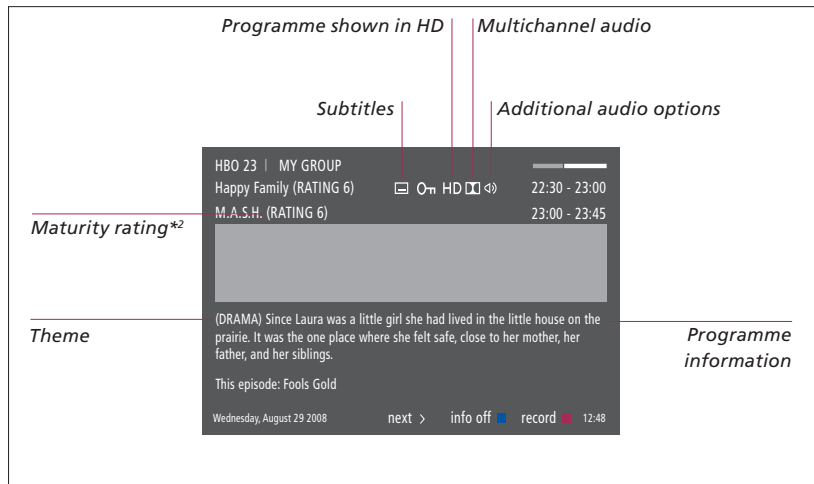 Programme shown in HD
Multichannel audio
Subtitles
Additional audio options
HBO 23 | MY GROUP
Happy Family (RATING 6) HD 22:30 - 23:00
M.A.S.H. (RATING 6) 23:00 - 23:45
Maturity rating*2
Theme
(DRAMA) Since Laura was a little girl she had lived in the little house on the
prairie. It was the one place where she felt safe, close to her mother, her
father, and her siblings.
Programme
information
This episode: Fools Gold
Wednesday, August 29 2008 next > info off record 12:48